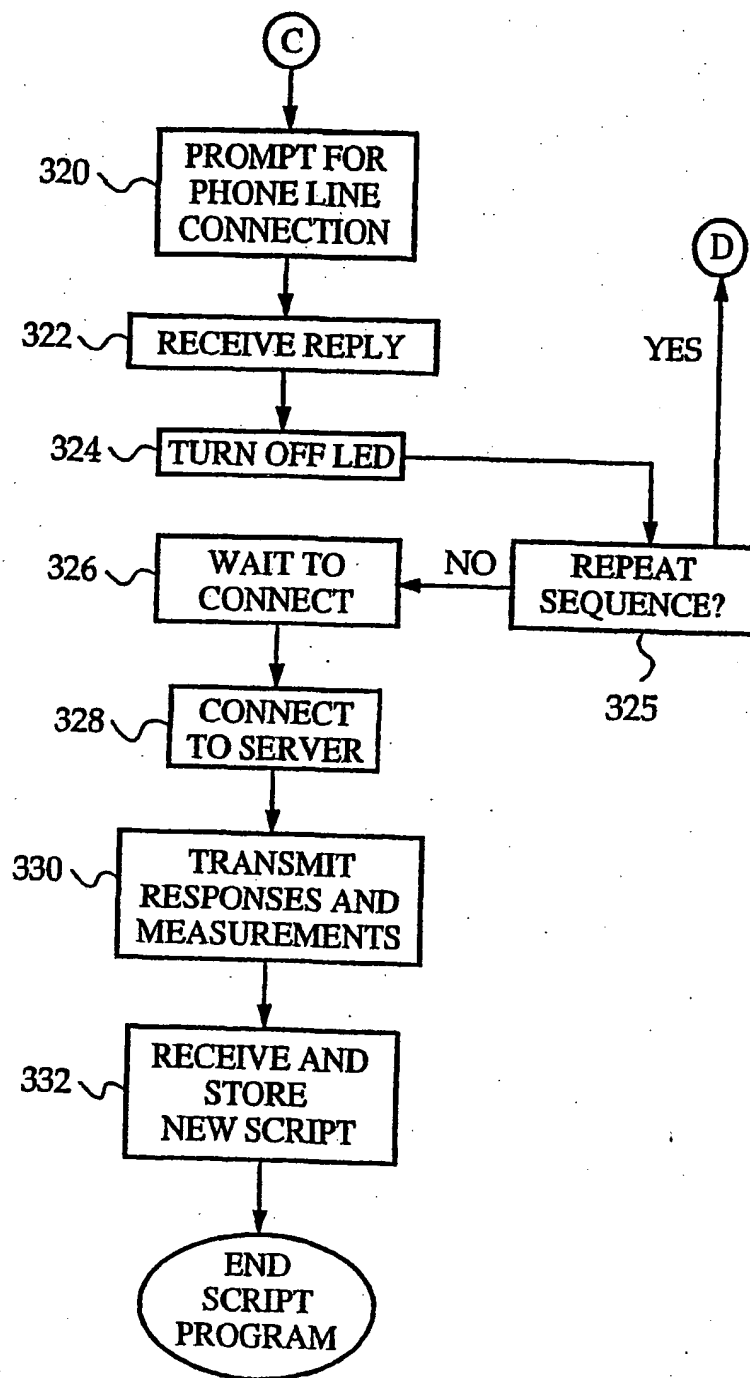 C
320
PROMPT FOR
PHONE LINE
CONNECTION
D
322
RECEIVE REPLY
YES
324
TURN OFF LED
326
WAIT TO
CONNECT
NO
REPEAT
SEQUENCE?
325
328
CONNECT
TO SERVER
330
TRANSMIT
RESPONSES AND
MEASUREMENTS
332
RECEIVE AND
STORE
NEW SCRIPT
END
SCRIPT
PROGRAM